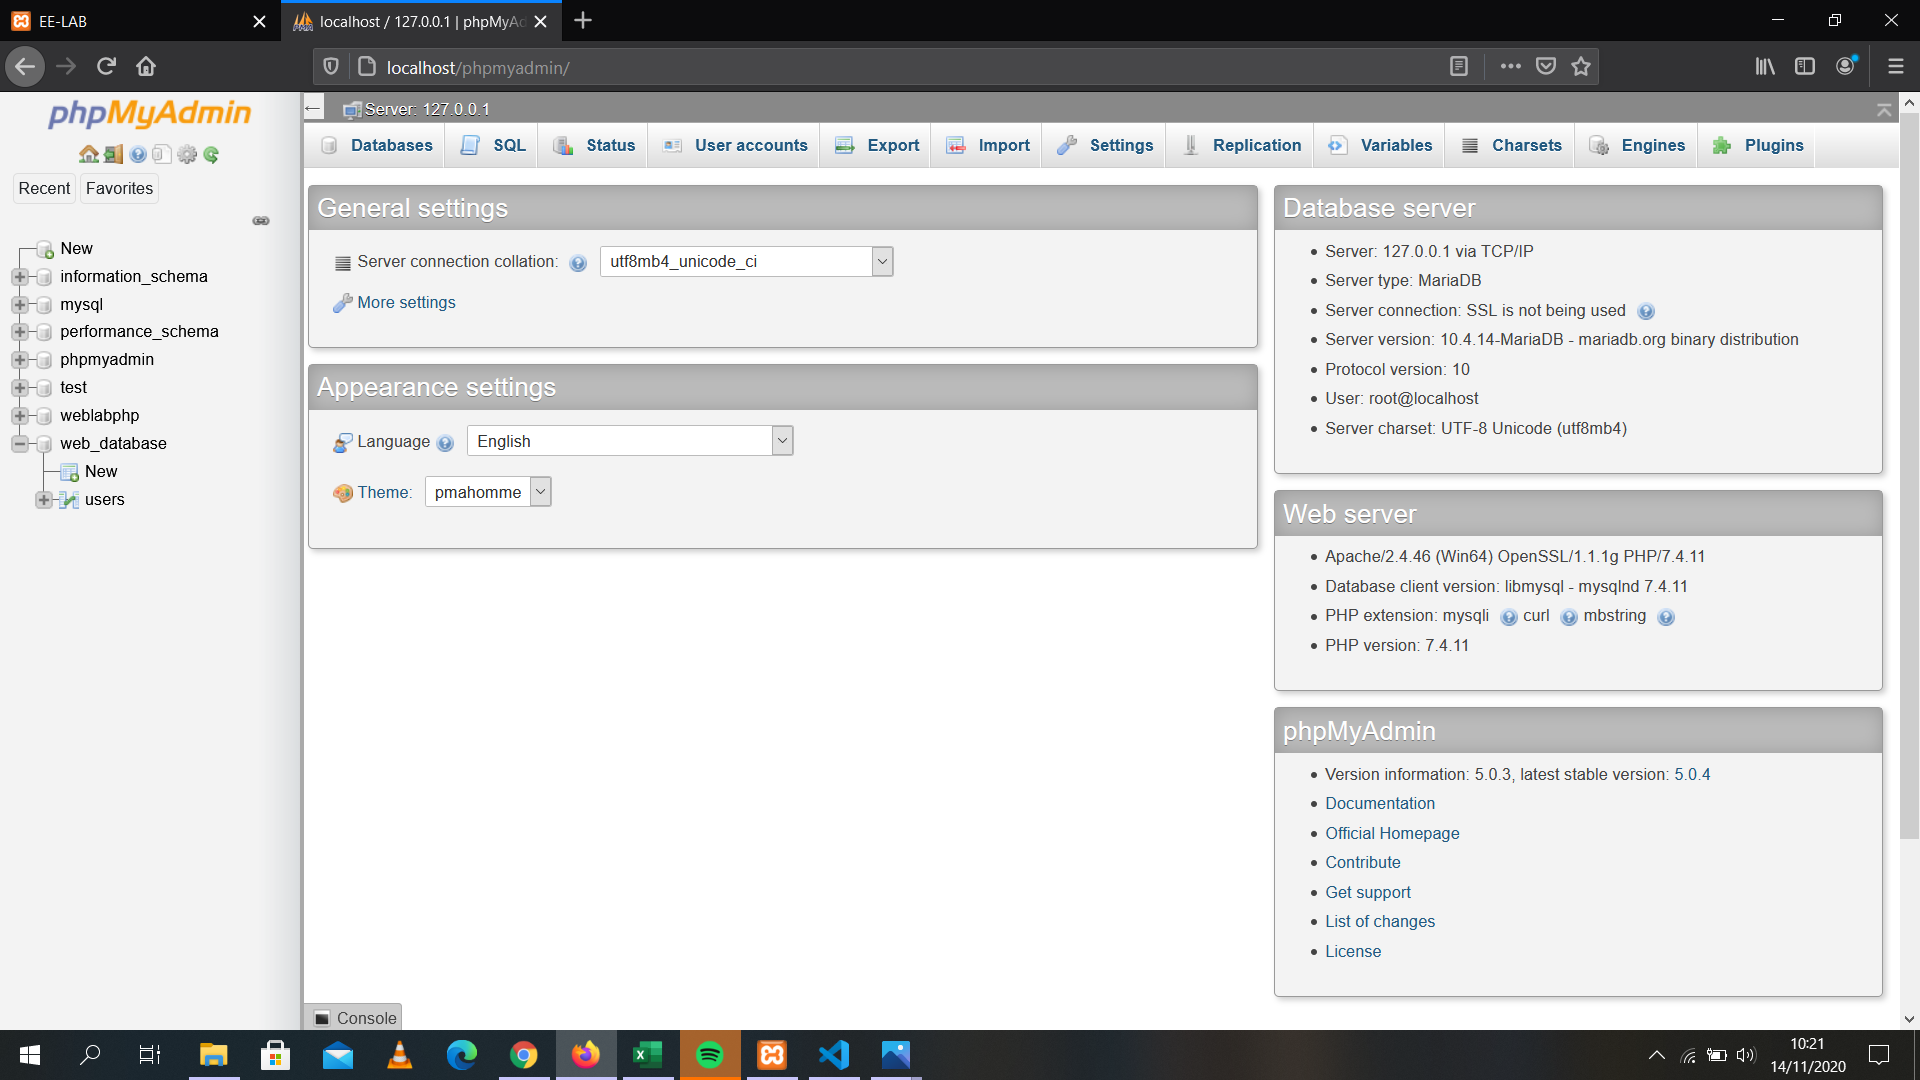 EE-LAB
localhost / 127.0.0.1 | phpMyAd
localhost/phpmyadmin/
phpMyAdmin
Recent
Favorites
New
information_schema
mysql
performance_schema
phpmyadmin
test
weblabphp
web_database
New
users
Server: 127.0.0.1
Databases
SQL
Status
User accounts
Export
Import
Settings
Replication
Variables
Charsets
Engines
Plugins
General settings
Server connection collation:
utf8mb4_unicode_ci
More settings
Appearance settings
Language
English
Theme:
pmahomme
Database server
Server: 127.0.0.1 via TCP/IP
Server type: MariaDB
Server connection: SSL is not being used
Server version: 10.4.14-MariaDB - mariadb.org binary distribution
Protocol version: 10
User: root@localhost
Server charset: UTF-8 Unicode (utf8mb4)
Web server
Apache/2.4.46 (Win64) OpenSSL/1.1.1g PHP/7.4.11
Database client version: libmysql - mysqlnd 7.4.11
PHP extension: mysqli curl mbstring
PHP version: 7.4.11
phpMyAdmin
Version information: 5.0.3, latest stable version: 5.0.4
Documentation
Official Homepage
Contribute
Get support
List of changes
License
Console
10:21
14/11/2020